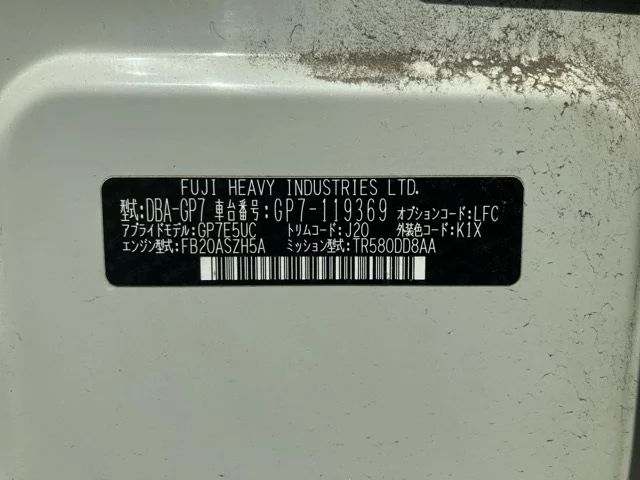 FUJI HEAVY INDUSTRIES LTD.
型式:DBA-GP7 車台番号:GP7-119369 オプションコード:LFC
アプライドモデル:GP7E5UC トリムコード:J20 外装色コード:K1X
エンジン型式:FB20ASZH5A ミッション型式:TR580DD8AA